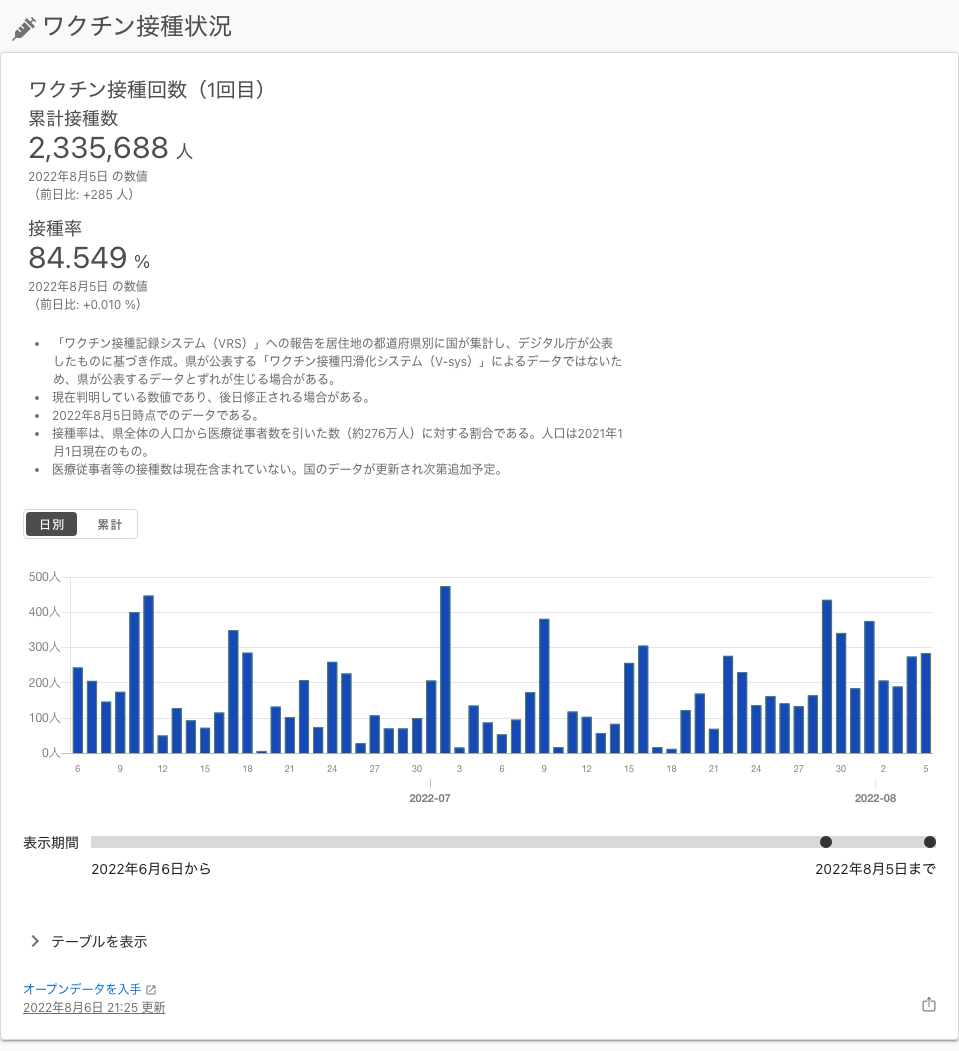 ワクチン接種状況
ワクチン接種回数（1回目）
累計接種数
2,335,688 人
2022年8月5日 の数値
（前日比: +285 人）
接種率
84.549 %
2022年8月5日 の数値
（前日比: +0.010 %）
• 「ワクチン接種記録システム（VRS）」への報告を居住地の都道府県別に国が集計し、デジタル庁が公表
したものに基づき作成。県が公表する「ワクチン接種円滑化システム（V-sys）」によるデータではないた
め、県が公表するデータとずれが生じる場合がある。
• 現在判明している数値であり、後日修正される場合がある。
• 2022年8月5日時点でのデータである。
• 接種率は、県全体の人口から医療従事者数を引いた数（約276万人）に対する割合である。人口は2021年1
月1日現在のもの。
• 医療従事者等の接種数は現在含まれていない。国のデータが更新され次第追加予定。
日別 累計
500人
400人
300人
200人
100人
0人
6 9 12 15 18 21 24 27 30 3 6 9 12 15 18 21 24 27 30 2 5
2022-07 2022-08
表示期間
2022年6月6日から 2022年8月5日まで
テーブルを表示
オープンデータを入手
2022年8月6日 21:25 更新